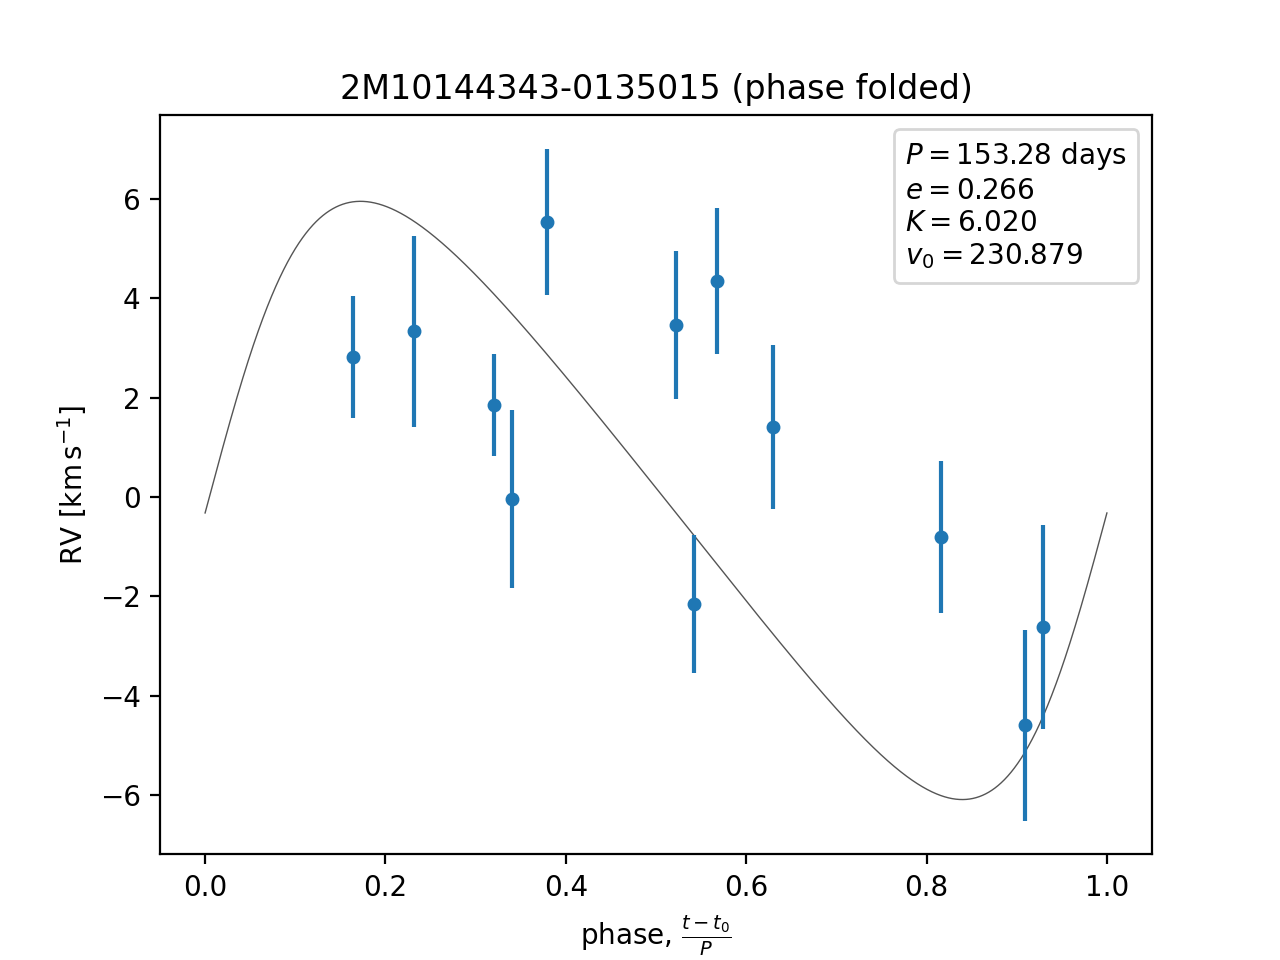 2M10144343-0135015 (phase folded)
P = 153.28 days
e = 0.266
K = 6.020
v₀ = 230.879
RV [km s⁻¹]
6
4
2
0
−2
−4
−6
0.0 0.2 0.4 0.6 0.8 1.0
phase, (t − t₀)/P